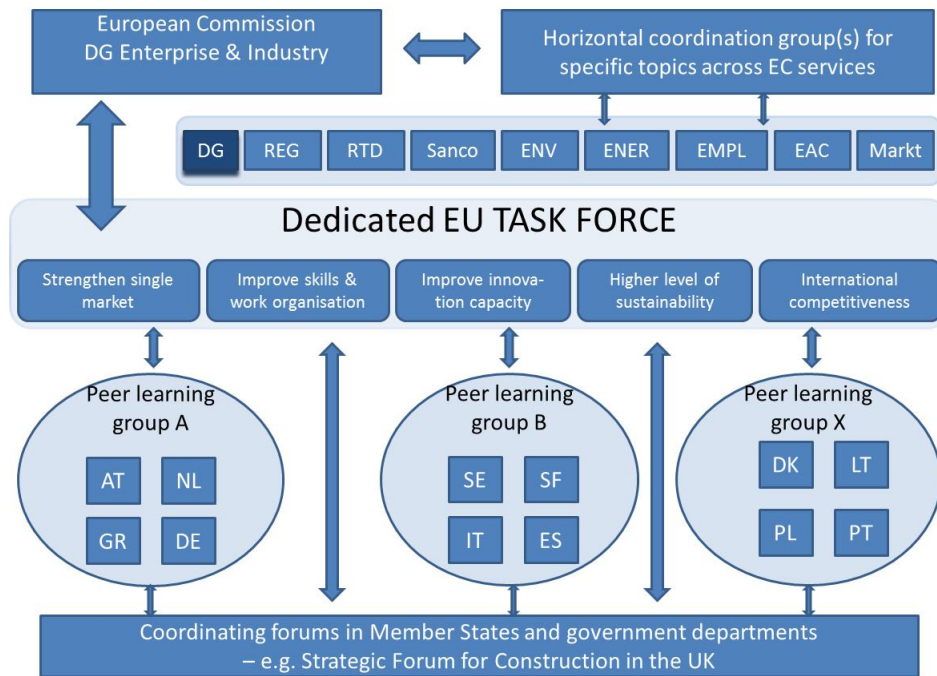 European Commission
DG Enterprise & Industry
Horizontal coordination group(s) for
specific topics across EC services
DG REG RTD Sanco ENV ENER EMPL EAC Markt
Dedicated EU TASK FORCE
Strengthen single
market
Improve skills &
work organisation
Improve innova-
tion capacity
Higher level of
sustainability
International
competitiveness
Peer learning
group A
AT NL
GR DE
Peer learning
group B
SE SF
IT ES
Peer learning
group X
DK LT
PL PT
Coordinating forums in Member States and government departments
– e.g. Strategic Forum for Construction in the UK